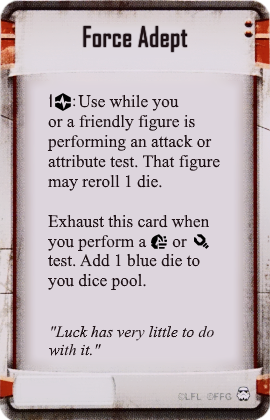 Force Adept
1 : Use while you
or a friendly figure is
performing an attack or
attribute test. That figure
may reroll 1 die.
Exhaust this card when
you perform a or
test. Add 1 blue die to
you dice pool.
"Luck has very little to do
with it."
©LFL ©FFG